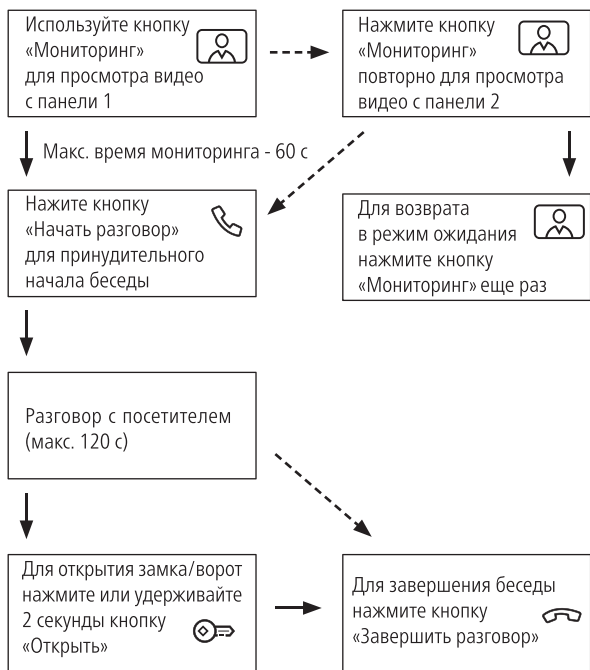 Используйте кнопку
«Мониторинг»
для просмотра видео
с панели 1
Нажмите кнопку
«Мониторинг»
повторно для просмотра
видео с панели 2
Макс. время мониторинга - 60 с
Нажите кнопку
«Начать разговор»
для принудительного
начала беседы
Для возврата
в режим ожидания
нажмите кнопку
«Мониторинг» еще раз
Разговор с посетителем
(макс. 120 с)
Для открытия замка/ворот
нажмите или удерживайте
2 секунды кнопку
«Открыть»
Для завершения беседы
нажмите кнопку
«Завершить разговор»